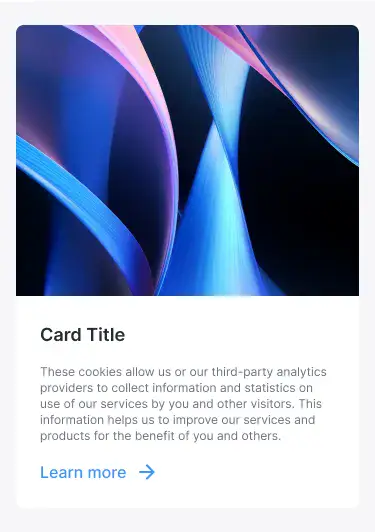 Card Title
These cookies allow us or our third-party analytics
providers to collect information and statistics on
use of our services by you and other visitors. This
information helps us to improve our services and
products for the benefit of you and others.
Learn more